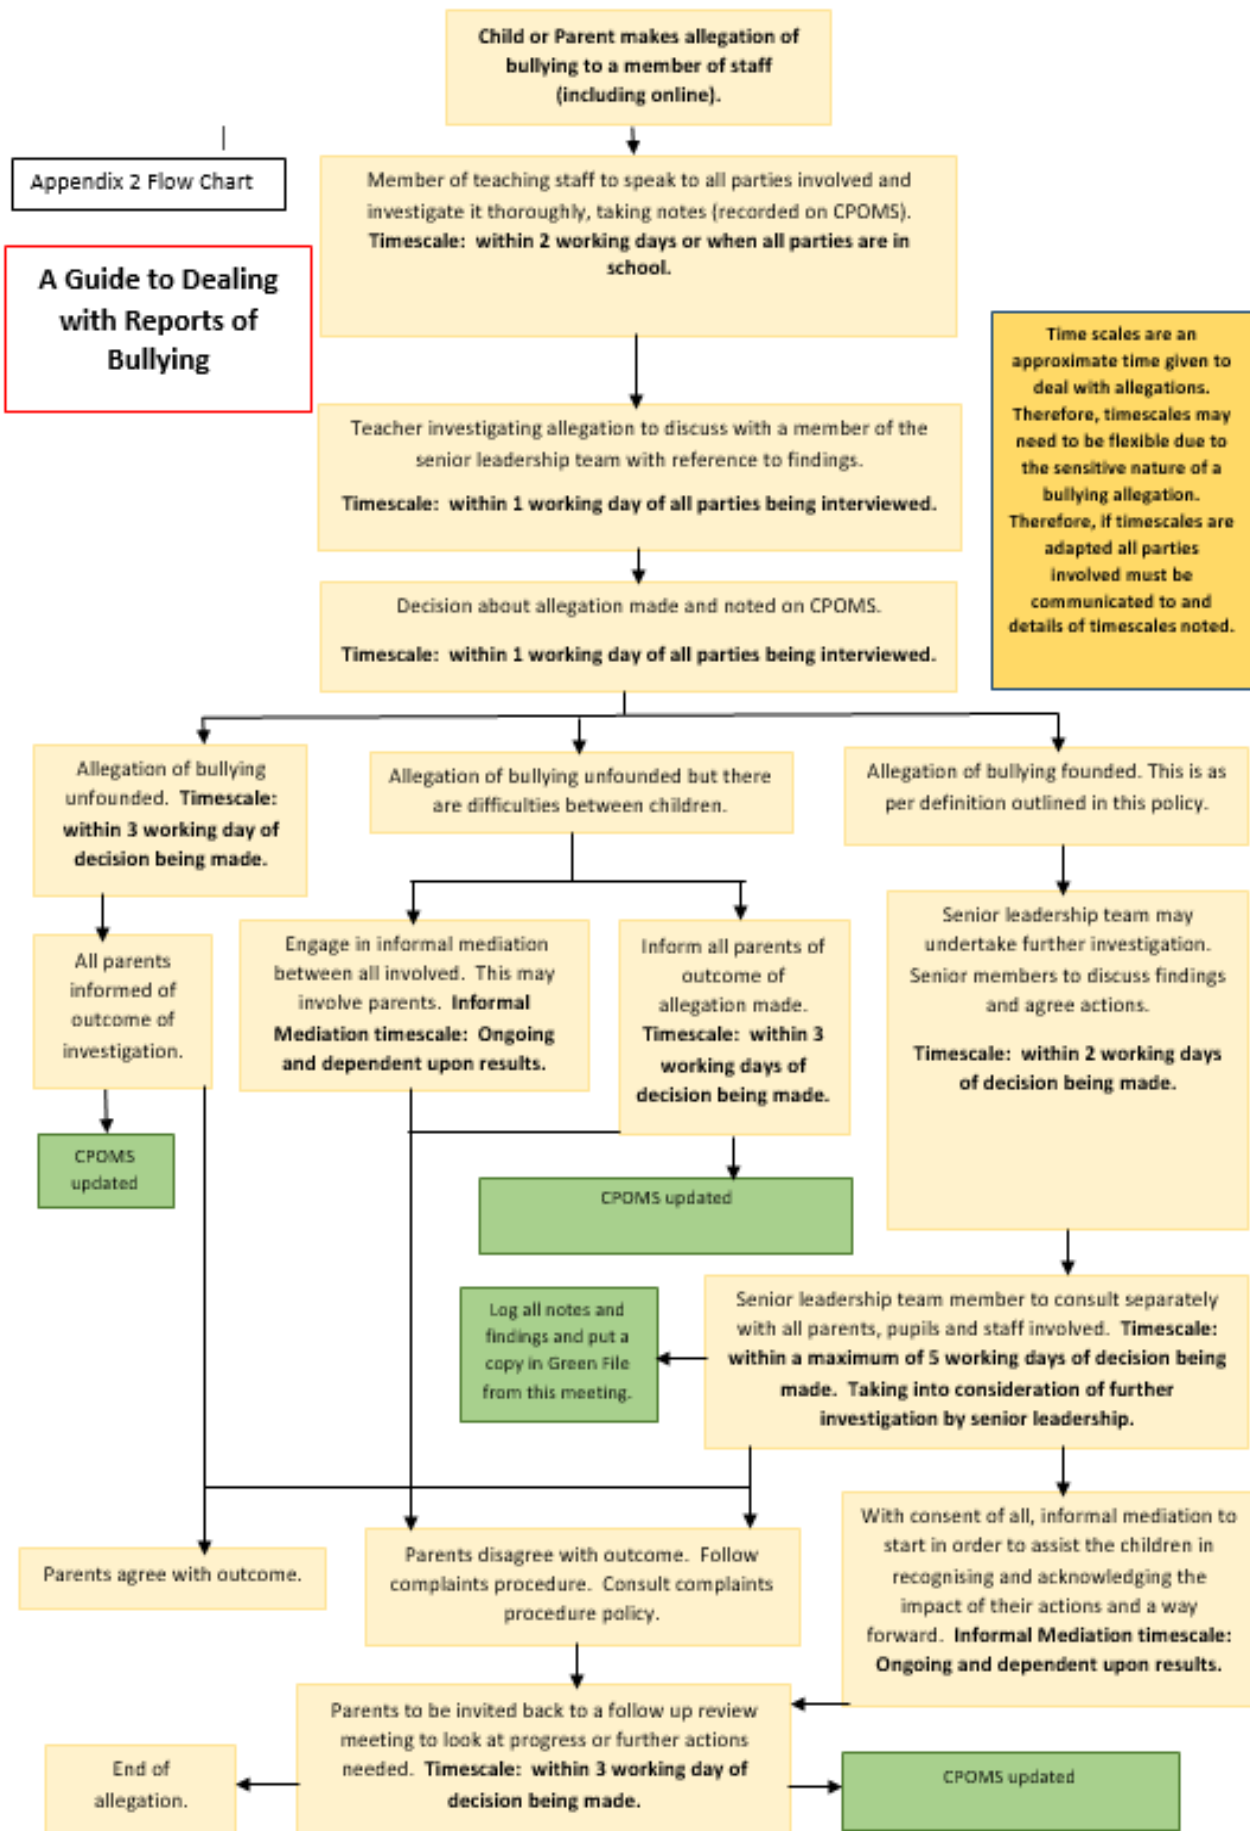 Child or Parent makes allegation of
bullying to a member of staff
(including online).
Appendix 2 Flow Chart
A Guide to Dealing
with Reports of
Bullying
Member of teaching staff to speak to all parties involved and
investigate it thoroughly, taking notes (recorded on CPOMS).
Timescale: within 2 working days or when all parties are in
school.
Time scales are an
approximate time given to
deal with allegations.
Therefore, timescales may
need to be flexible due to
the sensitive nature of a
bullying allegation.
Therefore, if timescales are
adapted all parties
involved must be
communicated to and
details of timescales noted.
Teacher investigating allegation to discuss with a member of the
senior leadership team with reference to findings.
Timescale: within 1 working day of all parties being interviewed.
Decision about allegation made and noted on CPOMS.
Timescale: within 1 working day of all parties being interviewed.
Allegation of bullying
unfounded. Timescale:
within 3 working day of
decision being made.
Allegation of bullying unfounded but there
are difficulties between children.
Allegation of bullying founded. This is as
per definition outlined in this policy.
All parents
informed of
outcome of
investigation.
Engage in informal mediation
between all involved. This may
involve parents. Informal
Mediation timescale: Ongoing
and dependent upon results.
Inform all parents of
outcome of
allegation made.
Timescale: within 3
working days of
decision being made.
Senior leadership team may
undertake further investigation.
Senior members to discuss findings
and agree actions.
Timescale: within 2 working days
of decision being made.
CPOMS
updated
CPOMS updated
Log all notes and
findings and put a
copy in Green File
from this meeting.
Senior leadership team member to consult separately
with all parents, pupils and staff involved. Timescale:
within a maximum of 5 working days of decision being
made. Taking into consideration of further
investigation by senior leadership.
Parents agree with outcome.
Parents disagree with outcome. Follow
complaints procedure. Consult complaints
procedure policy.
With consent of all, informal mediation to
start in order to assist the children in
recognising and acknowledging the
impact of their actions and a way
forward. Informal Mediation timescale:
Ongoing and dependent upon results.
Parents to be invited back to a follow up review
meeting to look at progress or further actions
needed. Timescale: within 3 working day of
decision being made.
End of
allegation.
CPOMS updated